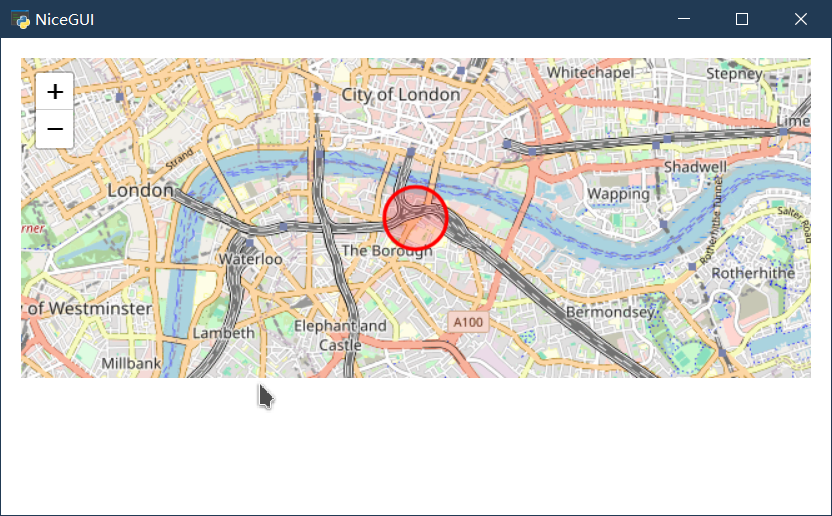 NiceGUI
+
−
Whitechapel
Stepney
City of London
Lime
Strand
Shadwell
London
Wapping
Rotherhithe Tunnel
Salter Road
rner
The Borough
Waterloo
Rotherhithe
of Westminster
Bermondsey
A100
Lambeth
Elephant and
Castle
Millbank